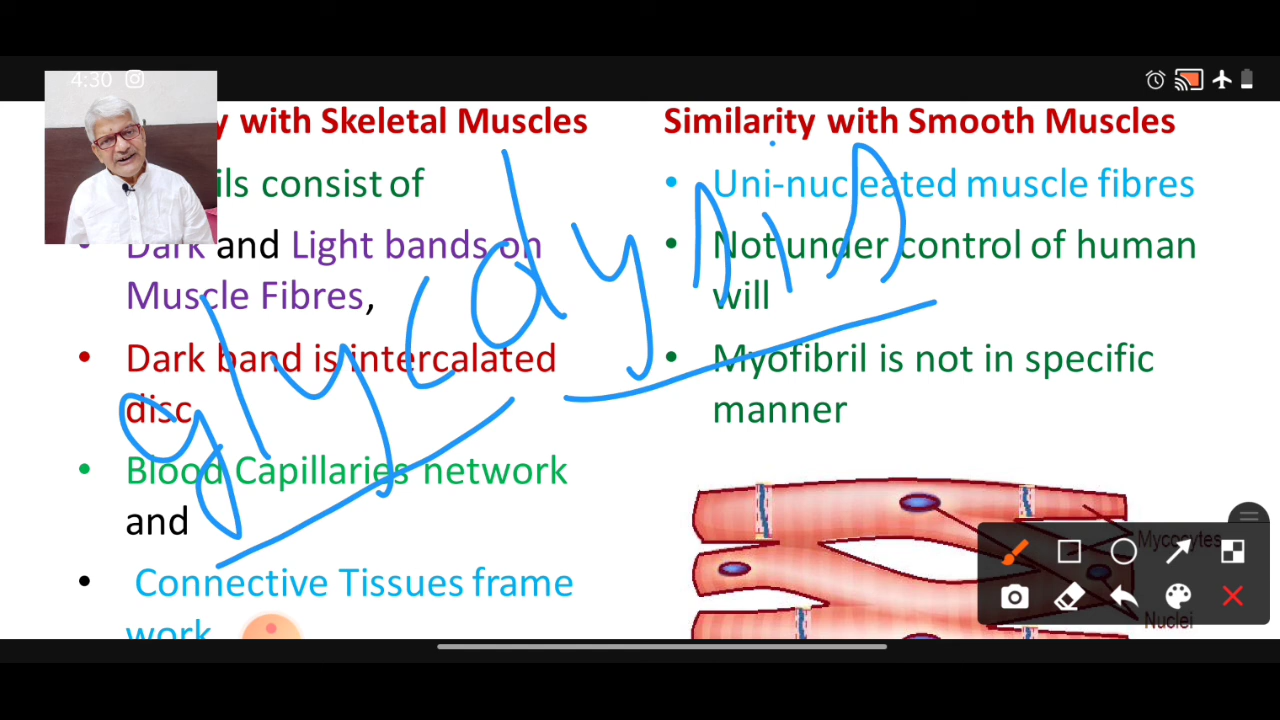 4:30
y with Skeletal Muscles
ils consist of
Dark and Light bands on
Muscle Fibres,
Dark band is intercalated
disc
Blood Capillaries network
and
Connective Tissues frame
work
Similarity with Smooth Muscles
Uni-nucleated muscle fibres
Not under control of human
will
Myofibril is not in specific
manner
glycolysis
Myocytes
Nuclei